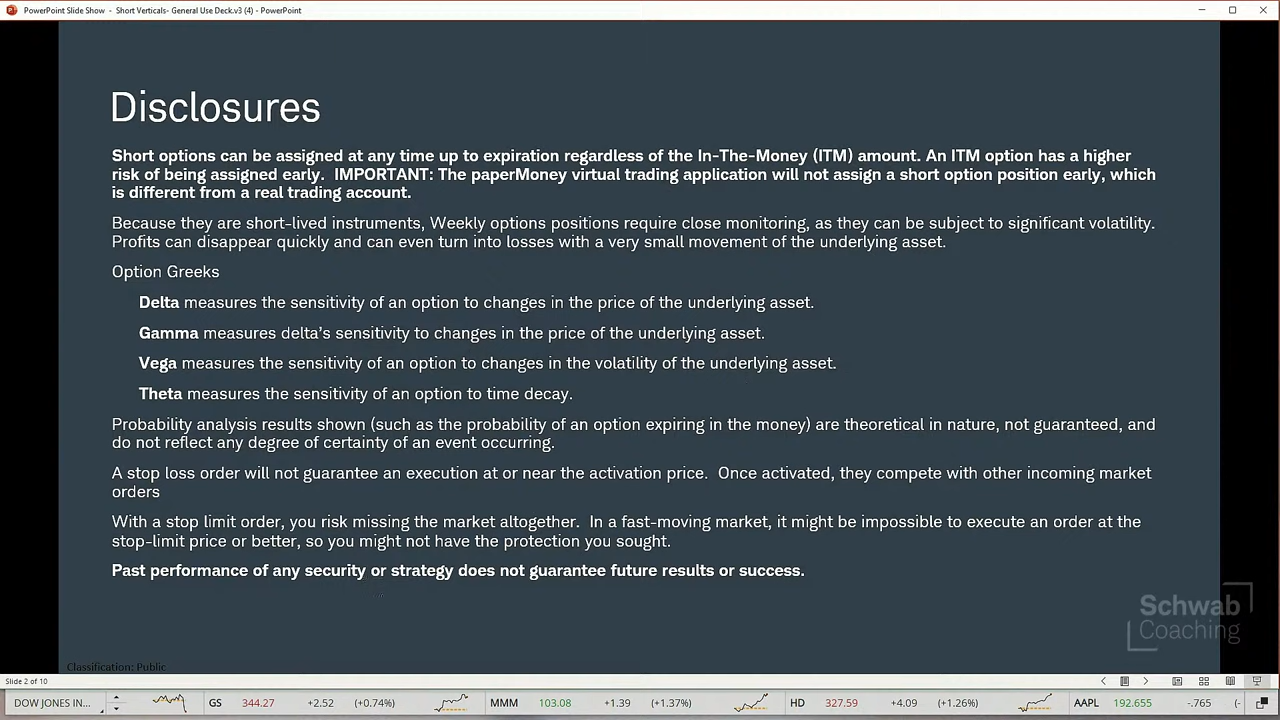 PowerPoint Slide Show - Short Verticals- General Use Deck.v3 (4) - PowerPoint
Disclosures
Short options can be assigned at any time up to expiration regardless of the In-The-Money (ITM) amount. An ITM option has a higher
risk of being assigned early. IMPORTANT: The paperMoney virtual trading application will not assign a short option position early, which
is different from a real trading account.
Because they are short-lived instruments, Weekly options positions require close monitoring, as they can be subject to significant volatility.
Profits can disappear quickly and can even turn into losses with a very small movement of the underlying asset.
Option Greeks
Delta measures the sensitivity of an option to changes in the price of the underlying asset.
Gamma measures delta's sensitivity to changes in the price of the underlying asset.
Vega measures the sensitivity of an option to changes in the volatility of the underlying asset.
Theta measures the sensitivity of an option to time decay.
Probability analysis results shown (such as the probability of an option expiring in the money) are theoretical in nature, not guaranteed, and
do not reflect any degree of certainty of an event occurring.
A stop loss order will not guarantee an execution at or near the activation price. Once activated, they compete with other incoming market
orders
With a stop limit order, you risk missing the market altogether. In a fast-moving market, it might be impossible to execute an order at the
stop-limit price or better, so you might not have the protection you sought.
Past performance of any security or strategy does not guarantee future results or success.
Schwab
Coaching
Classification: Public
Slide 2 of 10
DOW JONES IN... GS 344.27 +2.52 (+0.74%) MMM 103.08 +1.39 (+1.37%) HD 327.59 +4.09 (+1.26%) AAPL 192.655 -.765 (-